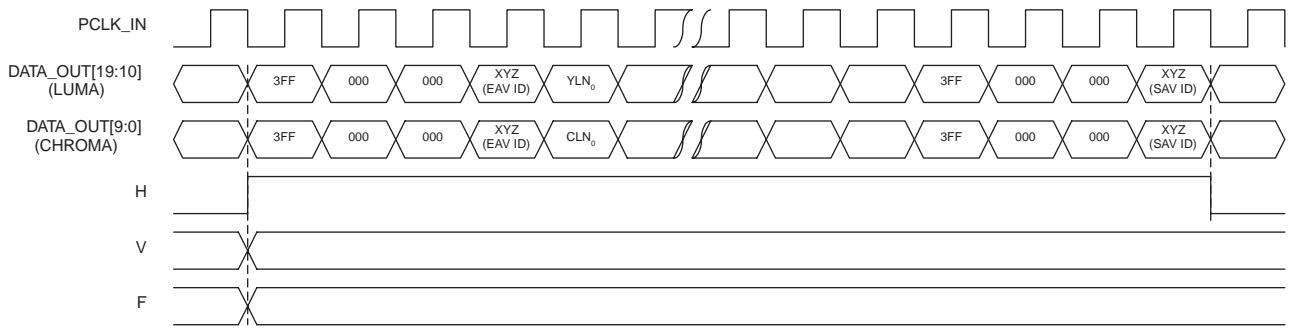 PCLK_IN
DATA_OUT[19:10]
(LUMA)
3FF 000 000 XYZ (EAV ID) YLN0 3FF 000 000 XYZ (SAV ID)
DATA_OUT[9:0]
(CHROMA)
3FF 000 000 XYZ (EAV ID) CLN0 3FF 000 000 XYZ (SAV ID)
H
V
F